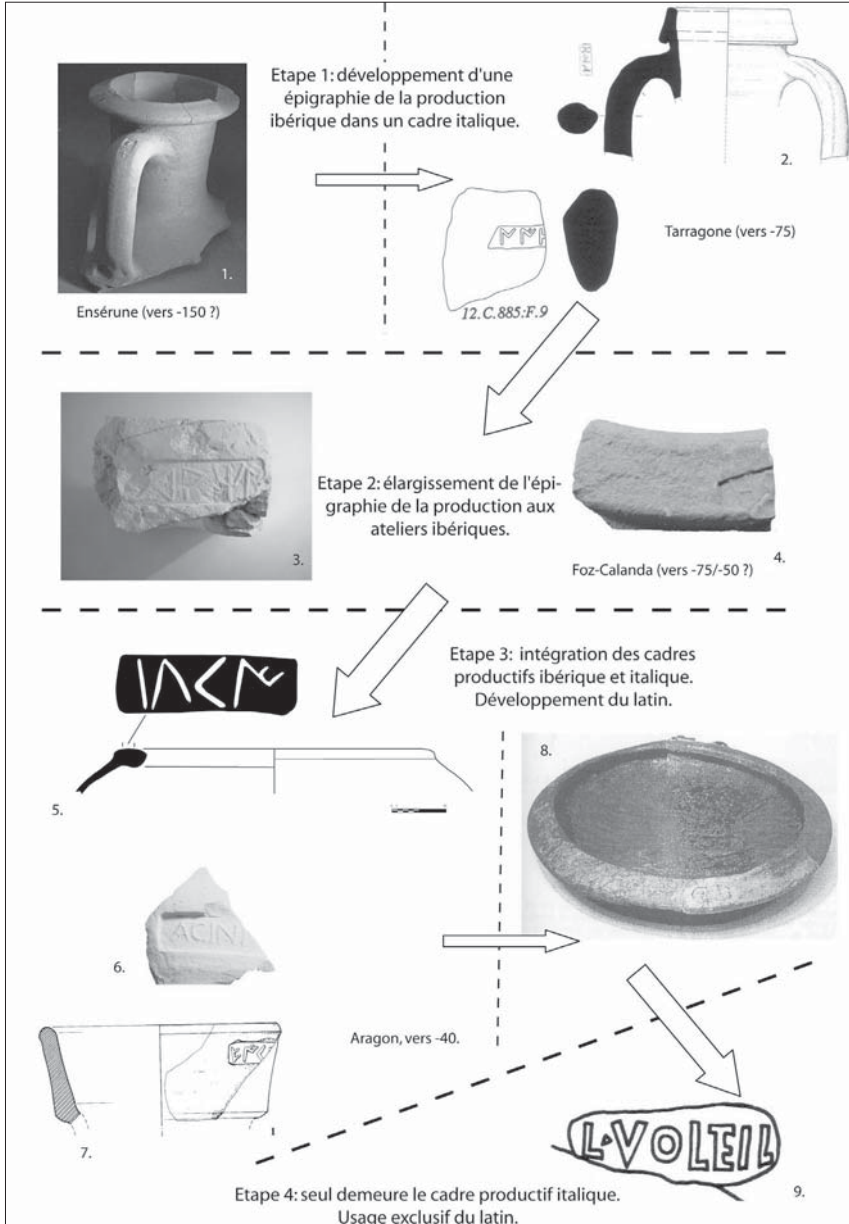 Etape 1: développement d'une
épigraphie de la production
ibérique dans un cadre italique.
1.
2.
Tarragone (vers -75)
Ensérune (vers -150 ?)
12.C.885:F.9
3.
Etape 2: élargissement de l'épi-
graphie de la production aux
ateliers ibériques.
4.
Foz-Calanda (vers -75/-50 ?)
Etape 3: intégration des cadres
productifs ibérique et italique.
Développement du latin.
5.
8.
ACIN
6.
Aragon, vers -40.
7.
L·VOLEIL
9.
Etape 4: seul demeure le cadre productif italique.
Usage exclusif du latin.